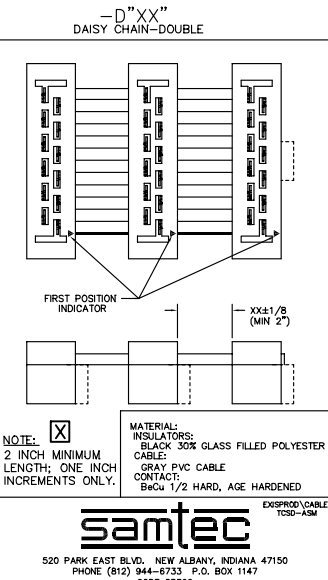 -D"XX"
DAISY CHAIN-DOUBLE
FIRST POSITION
INDICATOR
XX±1/8
(MIN 2")
NOTE: X
2 INCH MINIMUM
LENGTH; ONE INCH
INCREMENTS ONLY.
MATERIAL:
INSULATORS:
BLACK 30% GLASS FILLED POLYESTER
CABLE:
GRAY PVC CABLE
CONTACT:
BeCu 1/2 HARD, AGE HARDENED
EXISPROD\CABLE
TCSD-ASM
samtec
520 PARK EAST BLVD. NEW ALBANY, INDIANA 47150
PHONE (812) 944-6733 P.O. BOX 1147